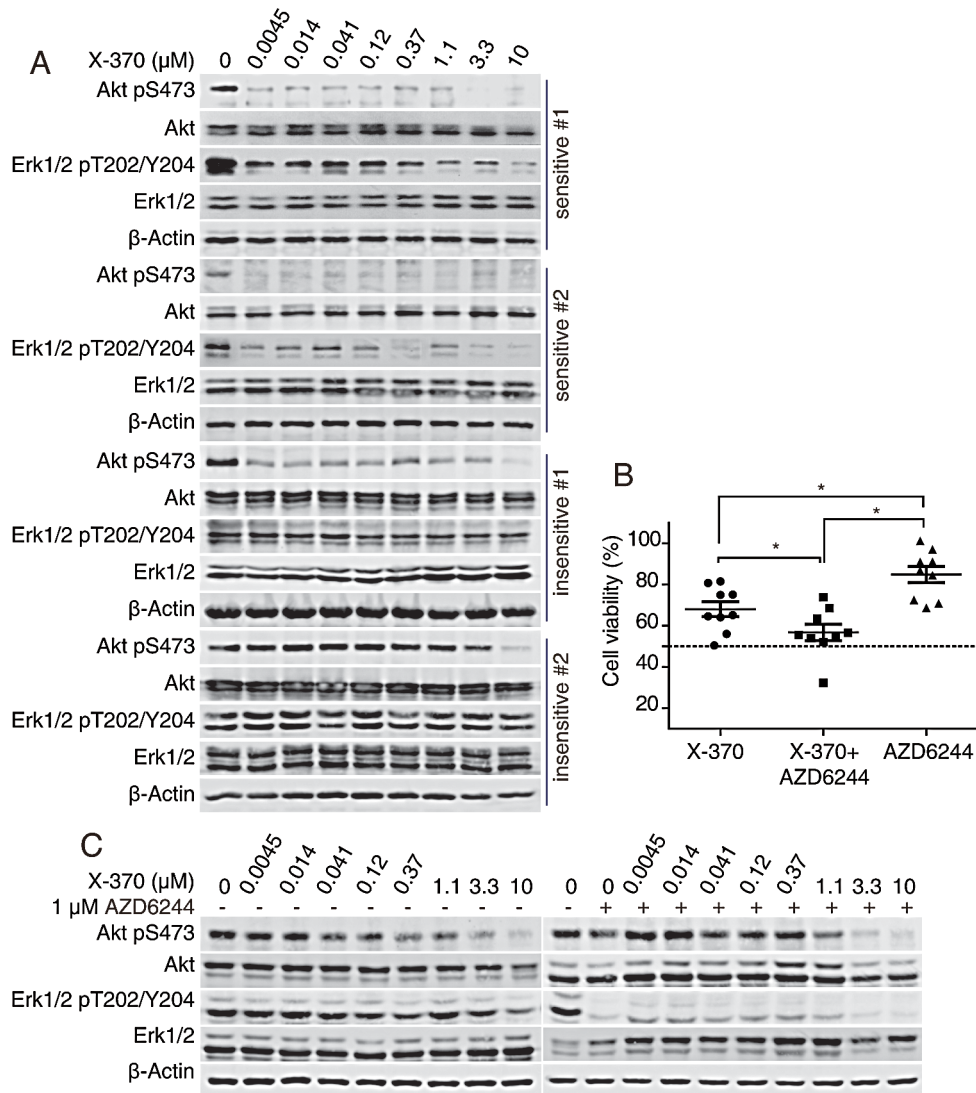 A
X-370 (µM) 0 0.0045 0.014 0.041 0.12 0.37 1.1 3.3 10
Akt pS473
Akt
Erk1/2 pT202/Y204
Erk1/2
β-Actin
sensitive #1
Akt pS473
Akt
Erk1/2 pT202/Y204
Erk1/2
β-Actin
sensitive #2
Akt pS473
Akt
Erk1/2 pT202/Y204
Erk1/2
β-Actin
insensitive #1
Akt pS473
Akt
Erk1/2 pT202/Y204
Erk1/2
β-Actin
insensitive #2
B
*
*
*
Cell viability (%)
100
80
60
40
20
X-370 X-370+ AZD6244
AZD6244
C
X-370 (µM) 0 0.0045 0.014 0.041 0.12 0.37 1.1 3.3 10 0 0 0.0045 0.014 0.041 0.12 0.37 1.1 3.3 10
1 µM AZD6244 - - - - - - - - - - + + + + + + + + +
Akt pS473
Akt
Erk1/2 pT202/Y204
Erk1/2
β-Actin